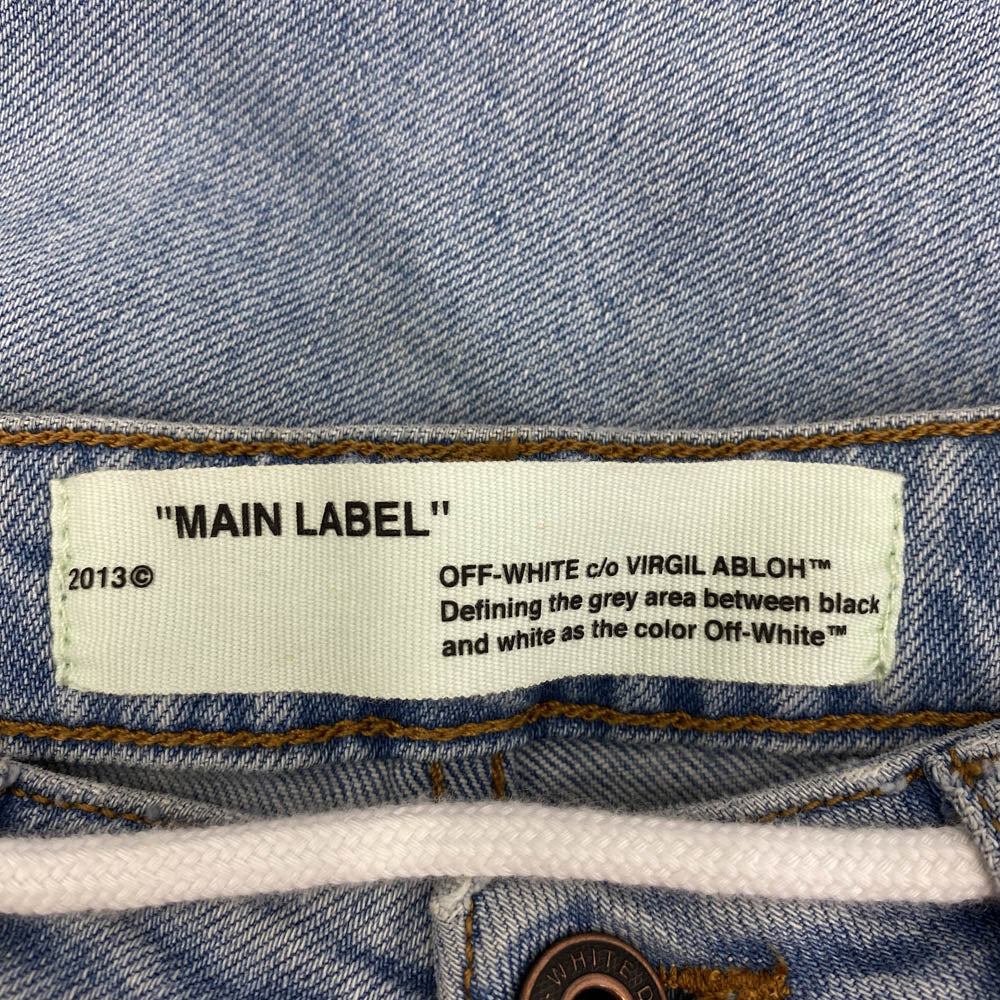 "MAIN LABEL"
2013©
OFF-WHITE c/o VIRGIL ABLOH™
Defining the grey area between black
and white as the color Off-White™
WHITE